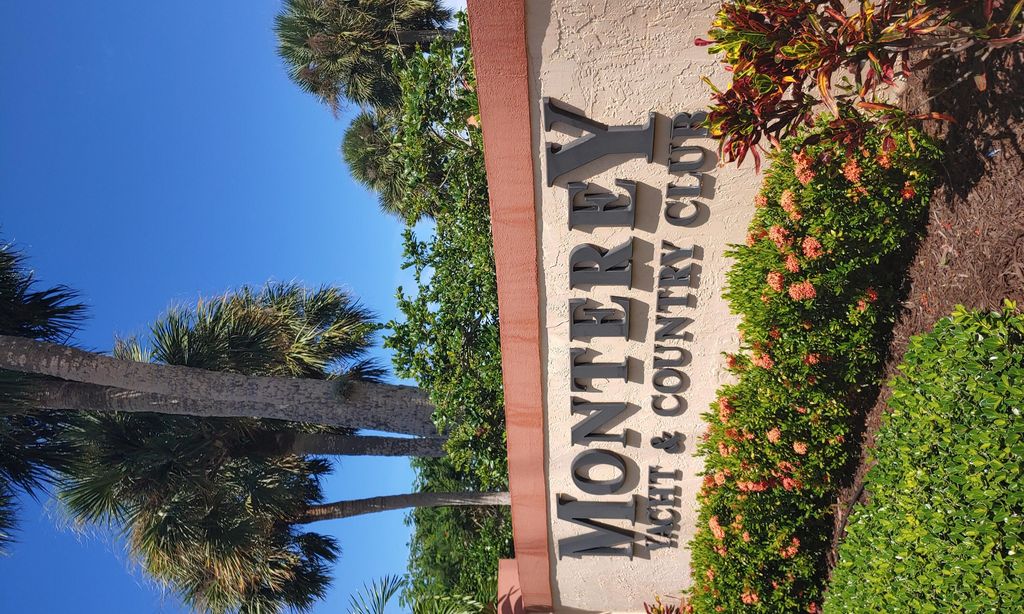 MONTEREY
YACHT & COUNTRY CLUB